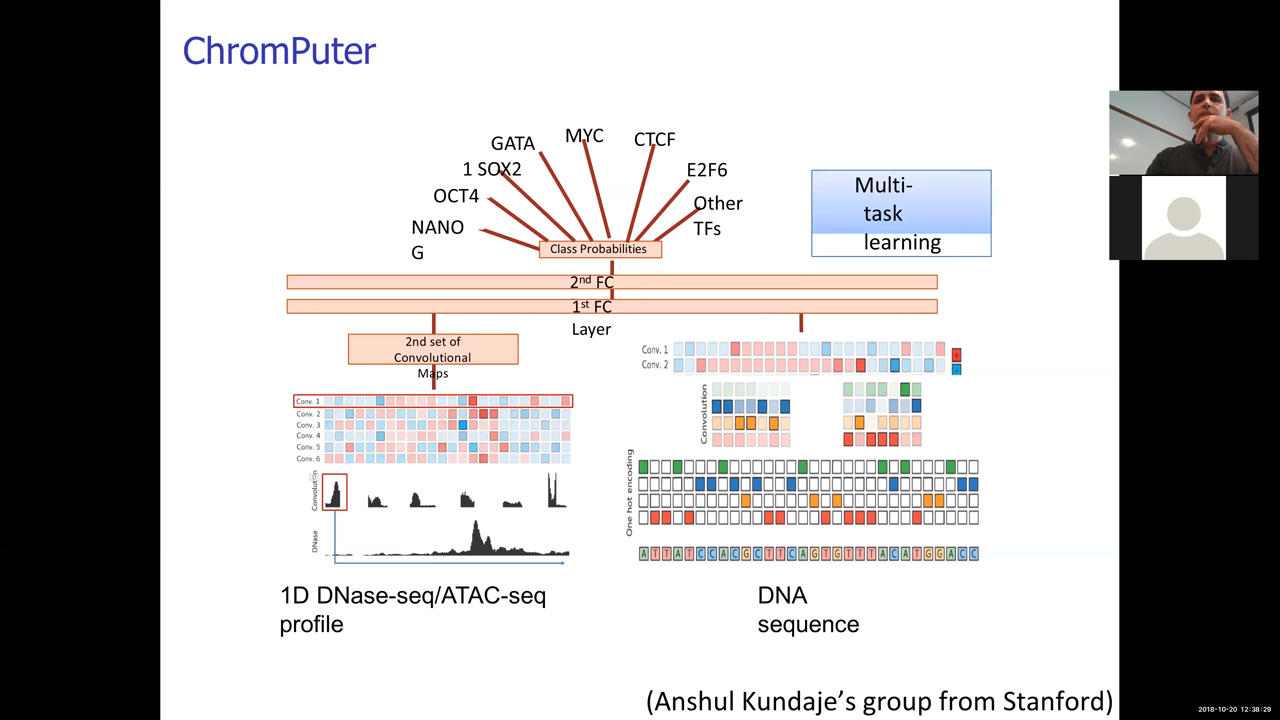 ChromPuter
MYC
CTCF
GATA
1 SOX2
E2F6
OCT4
Other
TFs
NANO
G
Multi-
task
learning
Class Probabilities
2nd FC
1st FC
Layer
2nd set of
Convolutional
Maps
Conv. 1
Conv. 2
Conv. 3
Conv. 4
Conv. 5
Conv. 6
Convolution
DNase
Conv. 1
Conv. 2
+
-
Convolution
One hot encoding
A T T A T C C A C G C T T C A G T G T T T A C A T G G A C C
1D DNase-seq/ATAC-seq
profile
DNA
sequence
(Anshul Kundaje's group from Stanford)
2018-10-20 12:38:29